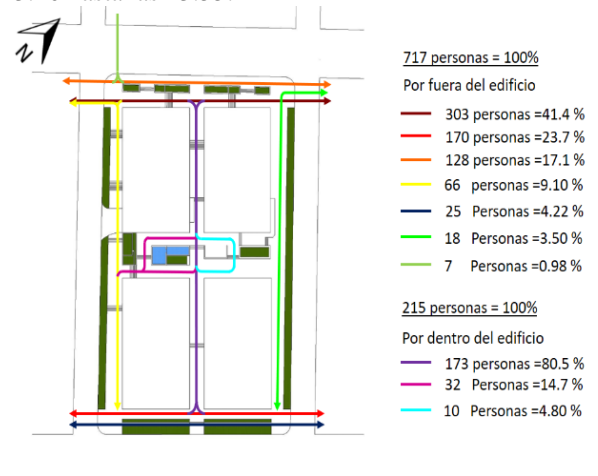 N
717 personas = 100%
Por fuera del edificio
303 personas =41.4 %
170 personas =23.7 %
128 personas =17.1 %
66 personas =9.10 %
25 Personas =4.22 %
18 Personas =3.50 %
7 Personas =0.98 %
215 personas = 100%
Por dentro del edificio
173 personas =80.5 %
32 Personas =14.7 %
10 Personas =4.80 %